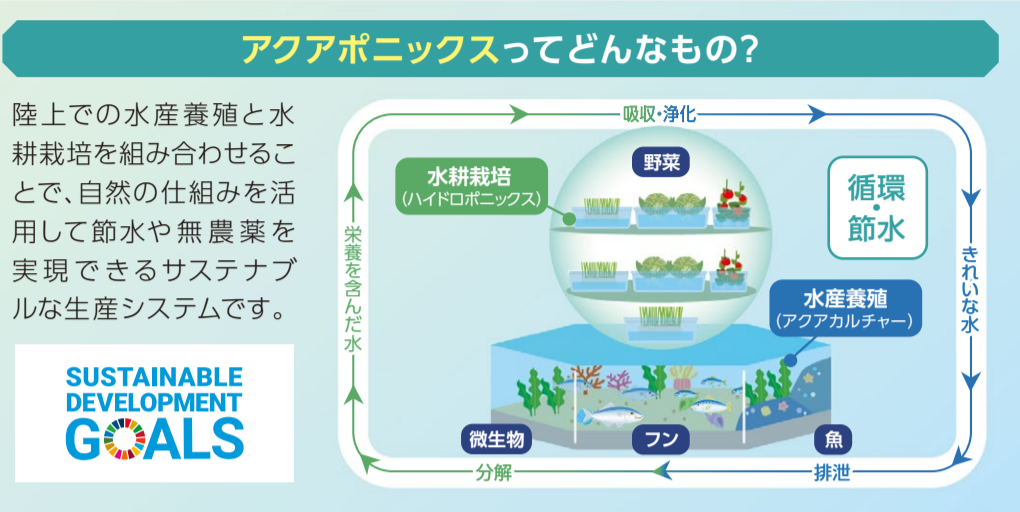 アクアポニックスってどんなもの?
陸上での水産養殖と水
耕栽培を組み合わせるこ
とで、自然の仕組みを活
用して節水や無農薬を
実現できるサステナブ
ルな生産システムです。
SUSTAINABLE
DEVELOPMENT
GOALS
吸収・浄化
野菜
水耕栽培
(ハイドロポニックス)
循環
・
節水
栄養を含んだ水
きれいな水
水産養殖
(アクアカルチャー)
微生物
フン
魚
分解
排泄